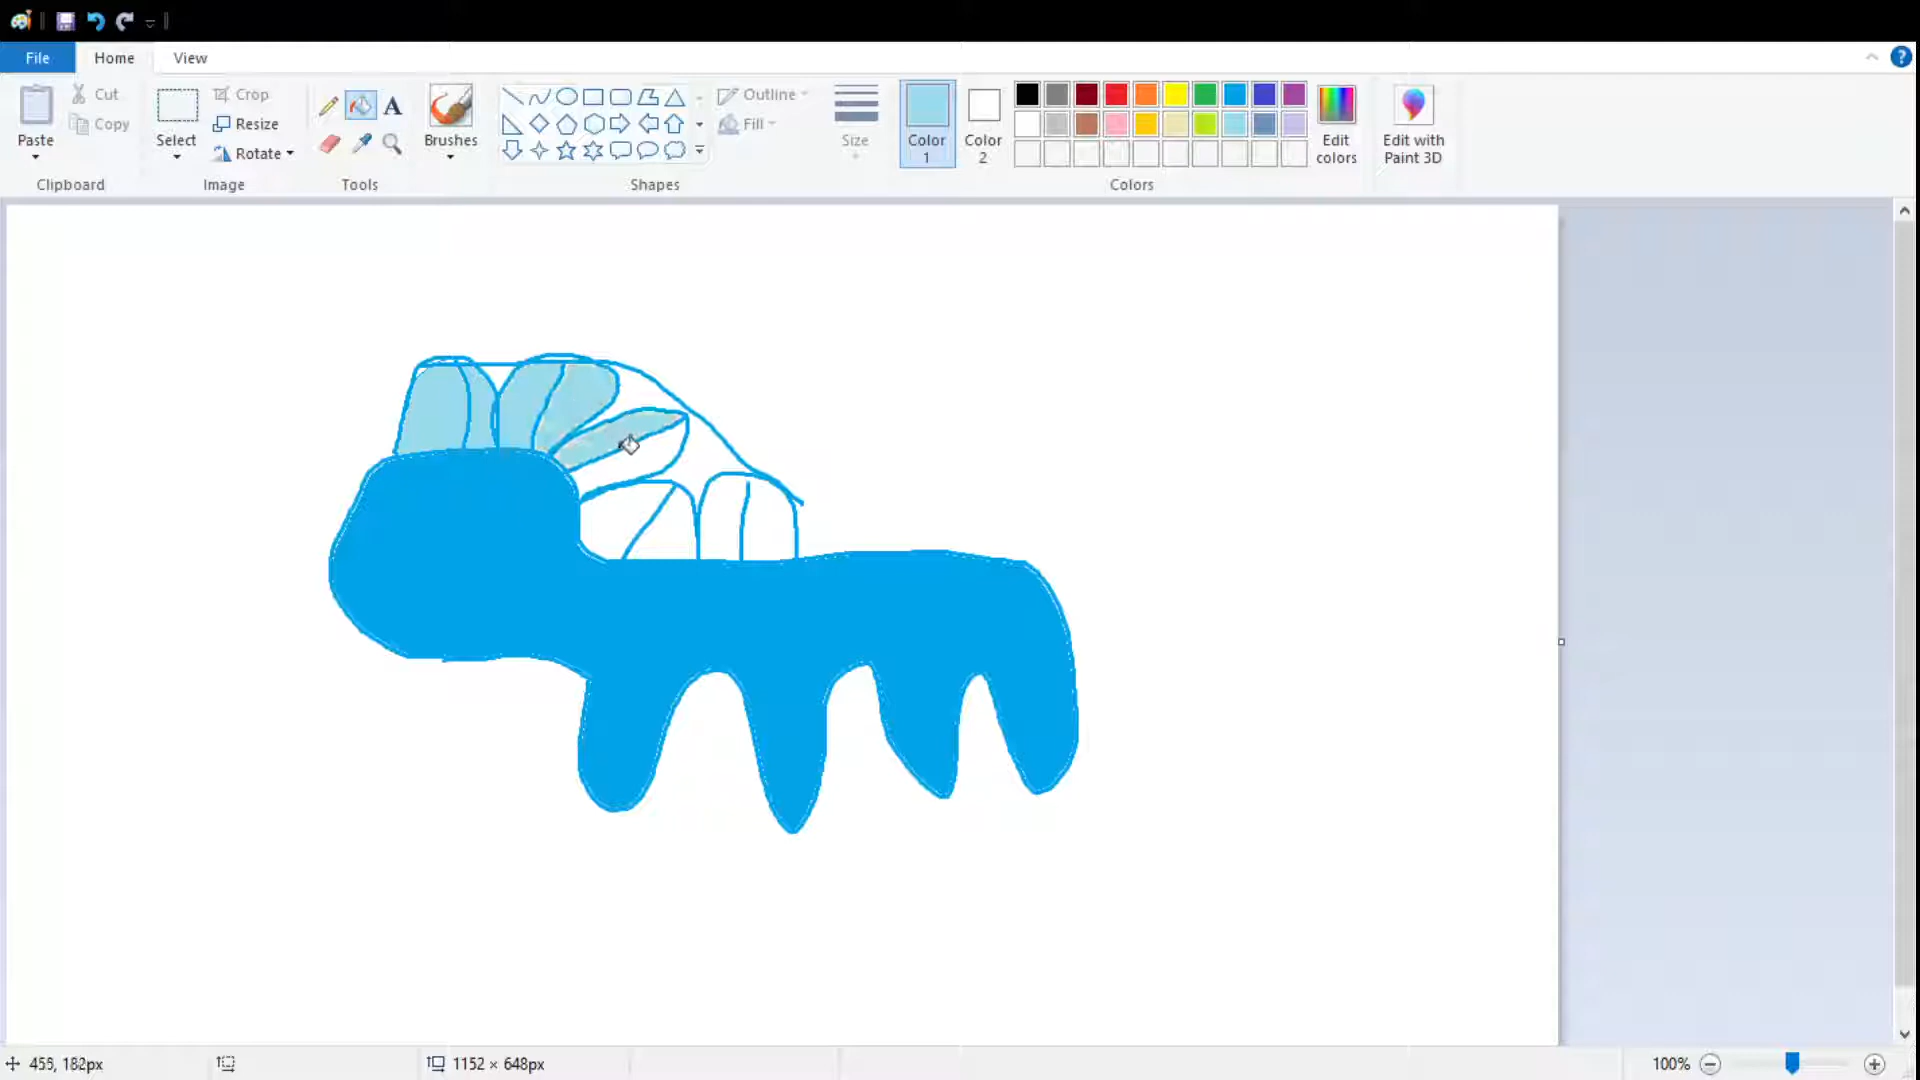 File Home View
Paste
Cut
Copy
Clipboard
Select
Crop
Resize
Rotate
Image
A
Tools
Brushes
Shapes
Outline
Fill
Size
Color
1
Color
2
Colors
Edit
colors
Edit with
Paint 3D
?
455, 182px
1152 × 648px
100%